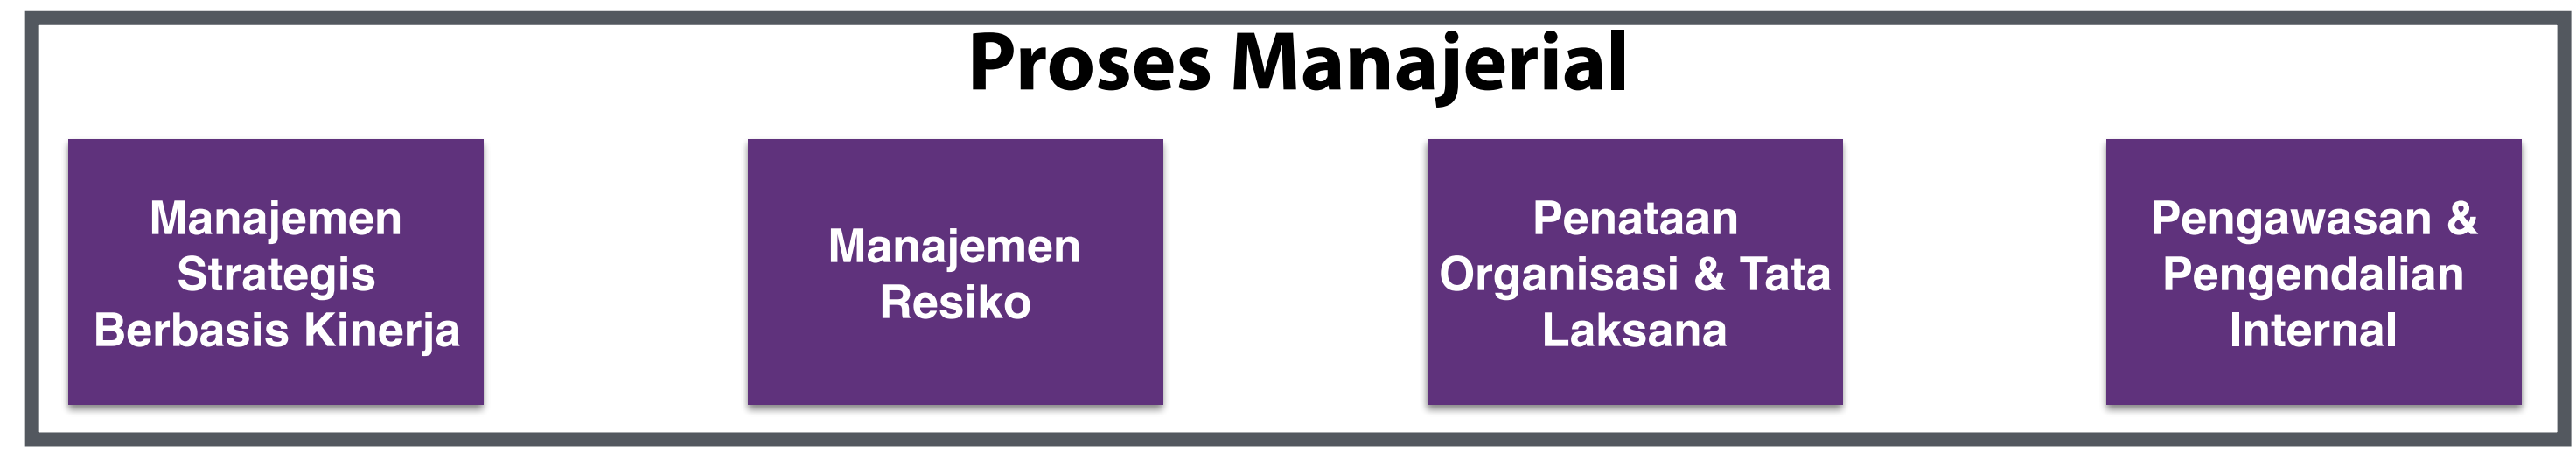 Proses Manajerial
Manajemen
Strategis
Berbasis Kinerja
Manajemen
Resiko
Penataan
Organisasi & Tata
Laksana
Pengawasan &
Pengendalian
Internal